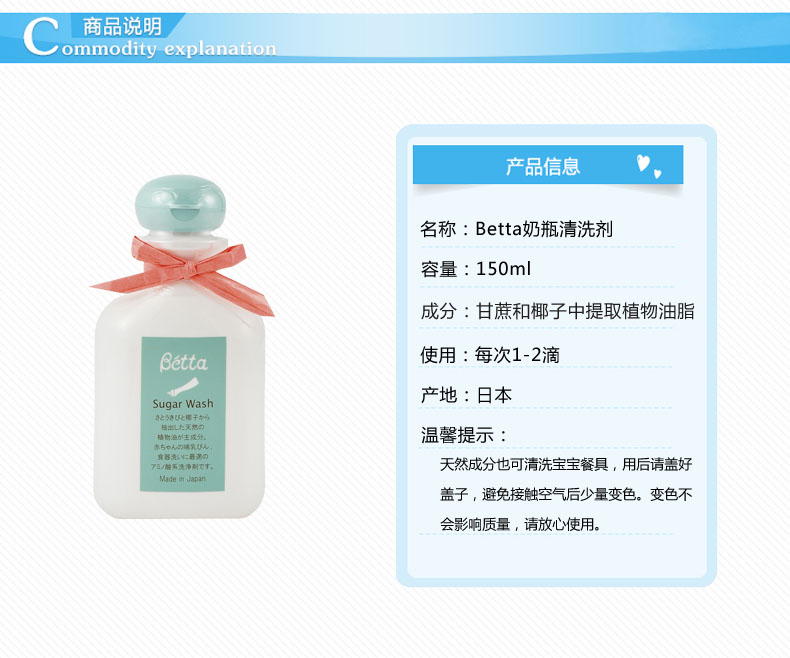 商品说明
Commodity explanation
产品信息
名称：Betta奶瓶清洗剂
容量：150ml
成分：甘蔗和椰子中提取植物油脂
使用：每次1-2滴
产地：日本
温馨提示：
天然成分也可清洗宝宝餐具，用后请盖好
盖子，避免接触空气后少量变色。变色不
会影响质量，请放心使用。
Bétta
Sugar Wash
さとうきびと椰子から
抽出した天然の
植物油が主成分。
赤ちゃんの哺乳びん、
食器洗いに最適の
アミノ酸系洗浄剤です。
Made in Japan